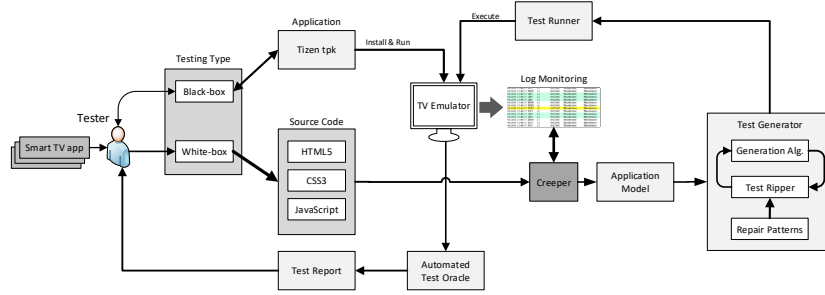 Application
Execute
Test Runner
Testing Type
Tizen tpk
Install & Run
Log Monitoring
Black-box
TV Emulator
Tester
Source Code
Test Generator
Smart TV app
White-box
HTML5
Generation Alg.
CSS3
Creeper
Application
Model
Test Ripper
JavaScript
Repair Patterns
Test Report
Automated
Test Oracle